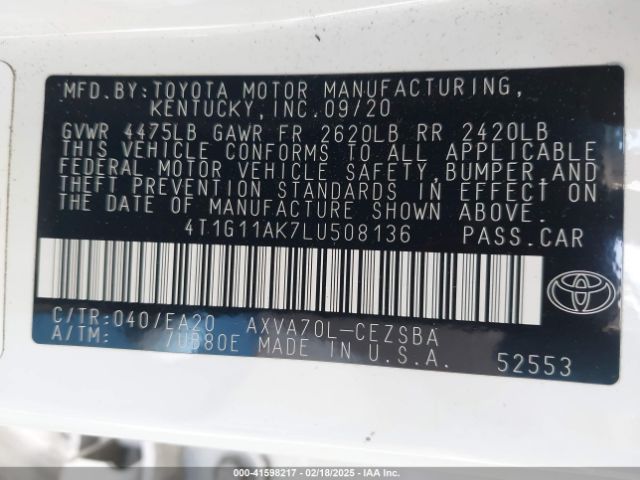 MFD.BY:TOYOTA MOTOR MANUFACTURING,
KENTUCKY,INC.09/20
GVWR 4475LB GAWR FR 2620LB RR 2420LB
THIS VEHICLE CONFORMS TO ALL APPLICABLE
FEDERAL MOTOR VEHICLE SAFETY,BUMPER,AND
THEFT PREVENTION STANDARDS IN EFFECT ON
THE DATE OF MANUFACTURE SHOWN ABOVE.
4T1G11AK7LU508136 PASS.CAR
C/TR:040/EA20 AXVA70L-CEZSBA
A/TM: /UB80E MADE IN U.S.A. 52553
000-41598217 - 02/18/2025 - IAA Inc.